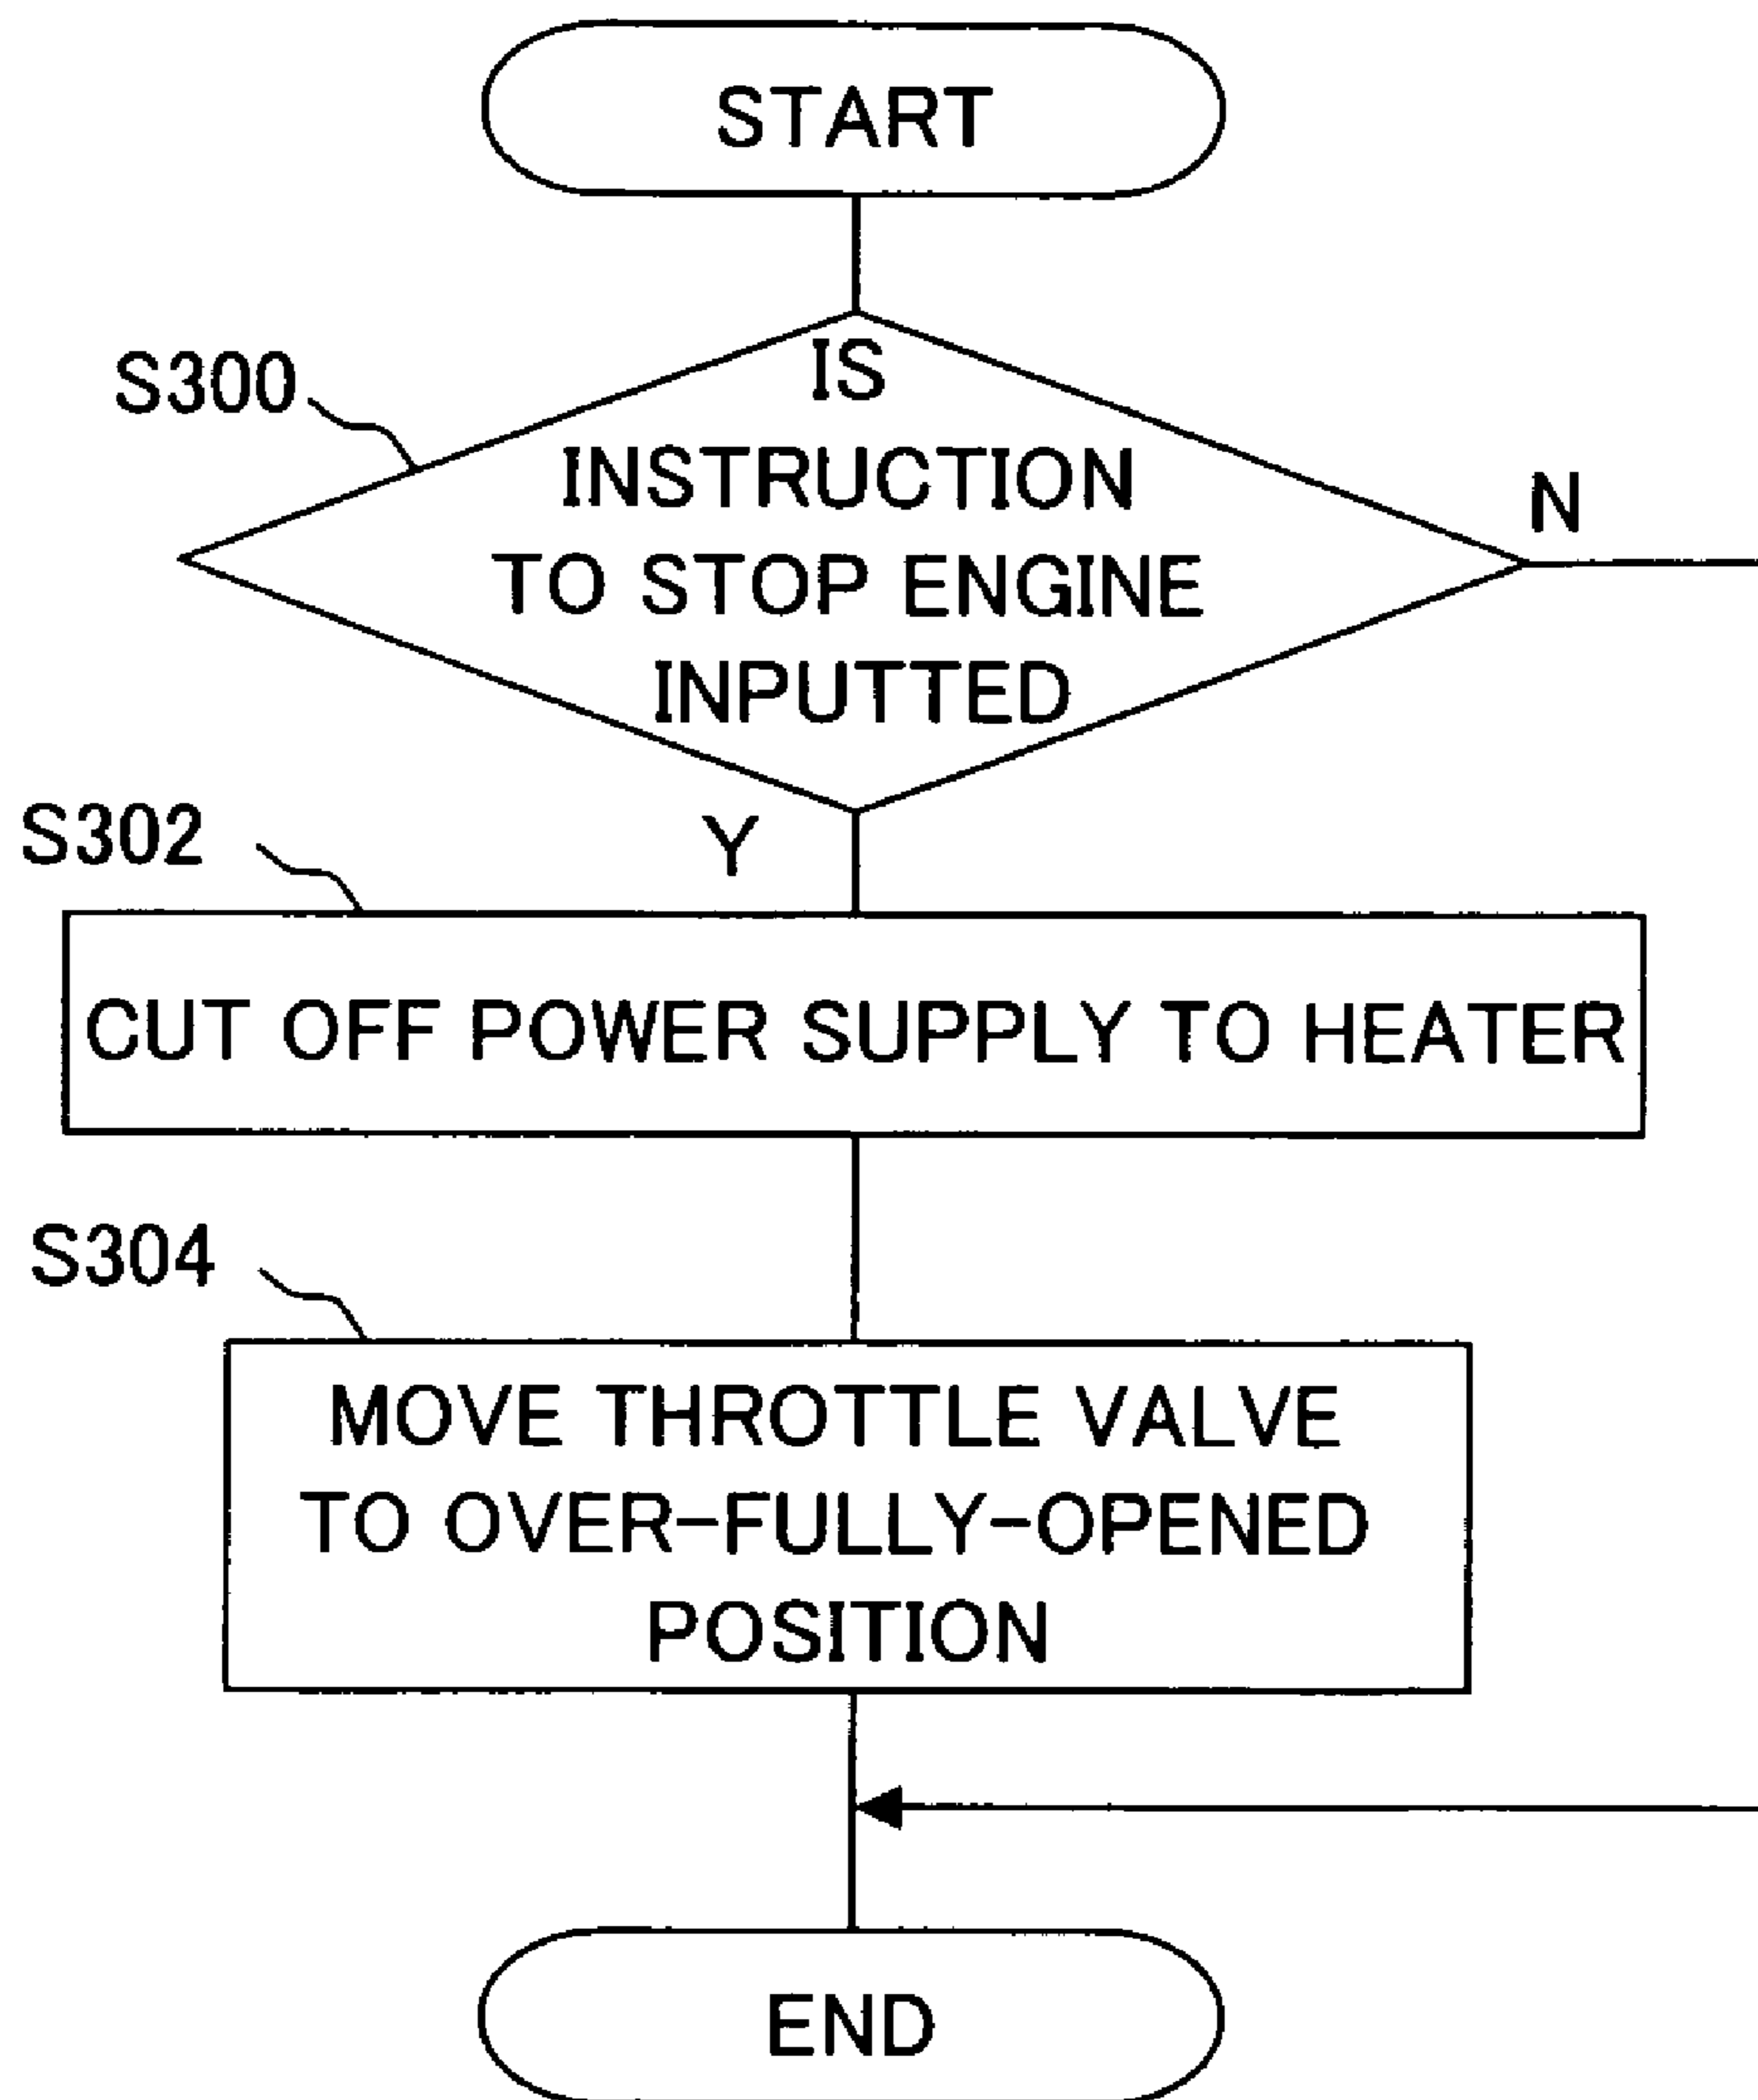 START
S300
IS
INSTRUCTION
TO STOP ENGINE
INPUTTED
N
Y
S302
CUT OFF POWER SUPPLY TO HEATER
S304
MOVE THROTTLE VALVE
TO OVER-FULLY-OPENED
POSITION
END